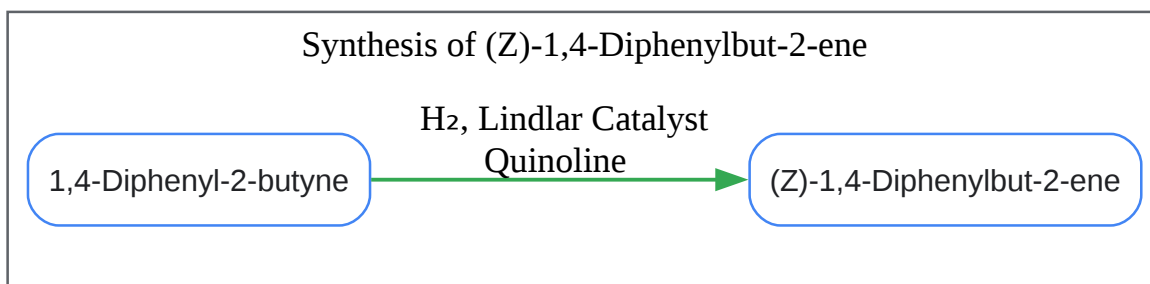 Synthesis of (Z)-1,4-Diphenylbut-2-ene
H₂, Lindlar Catalyst
Quinoline
1,4-Diphenyl-2-butyne
(Z)-1,4-Diphenylbut-2-ene